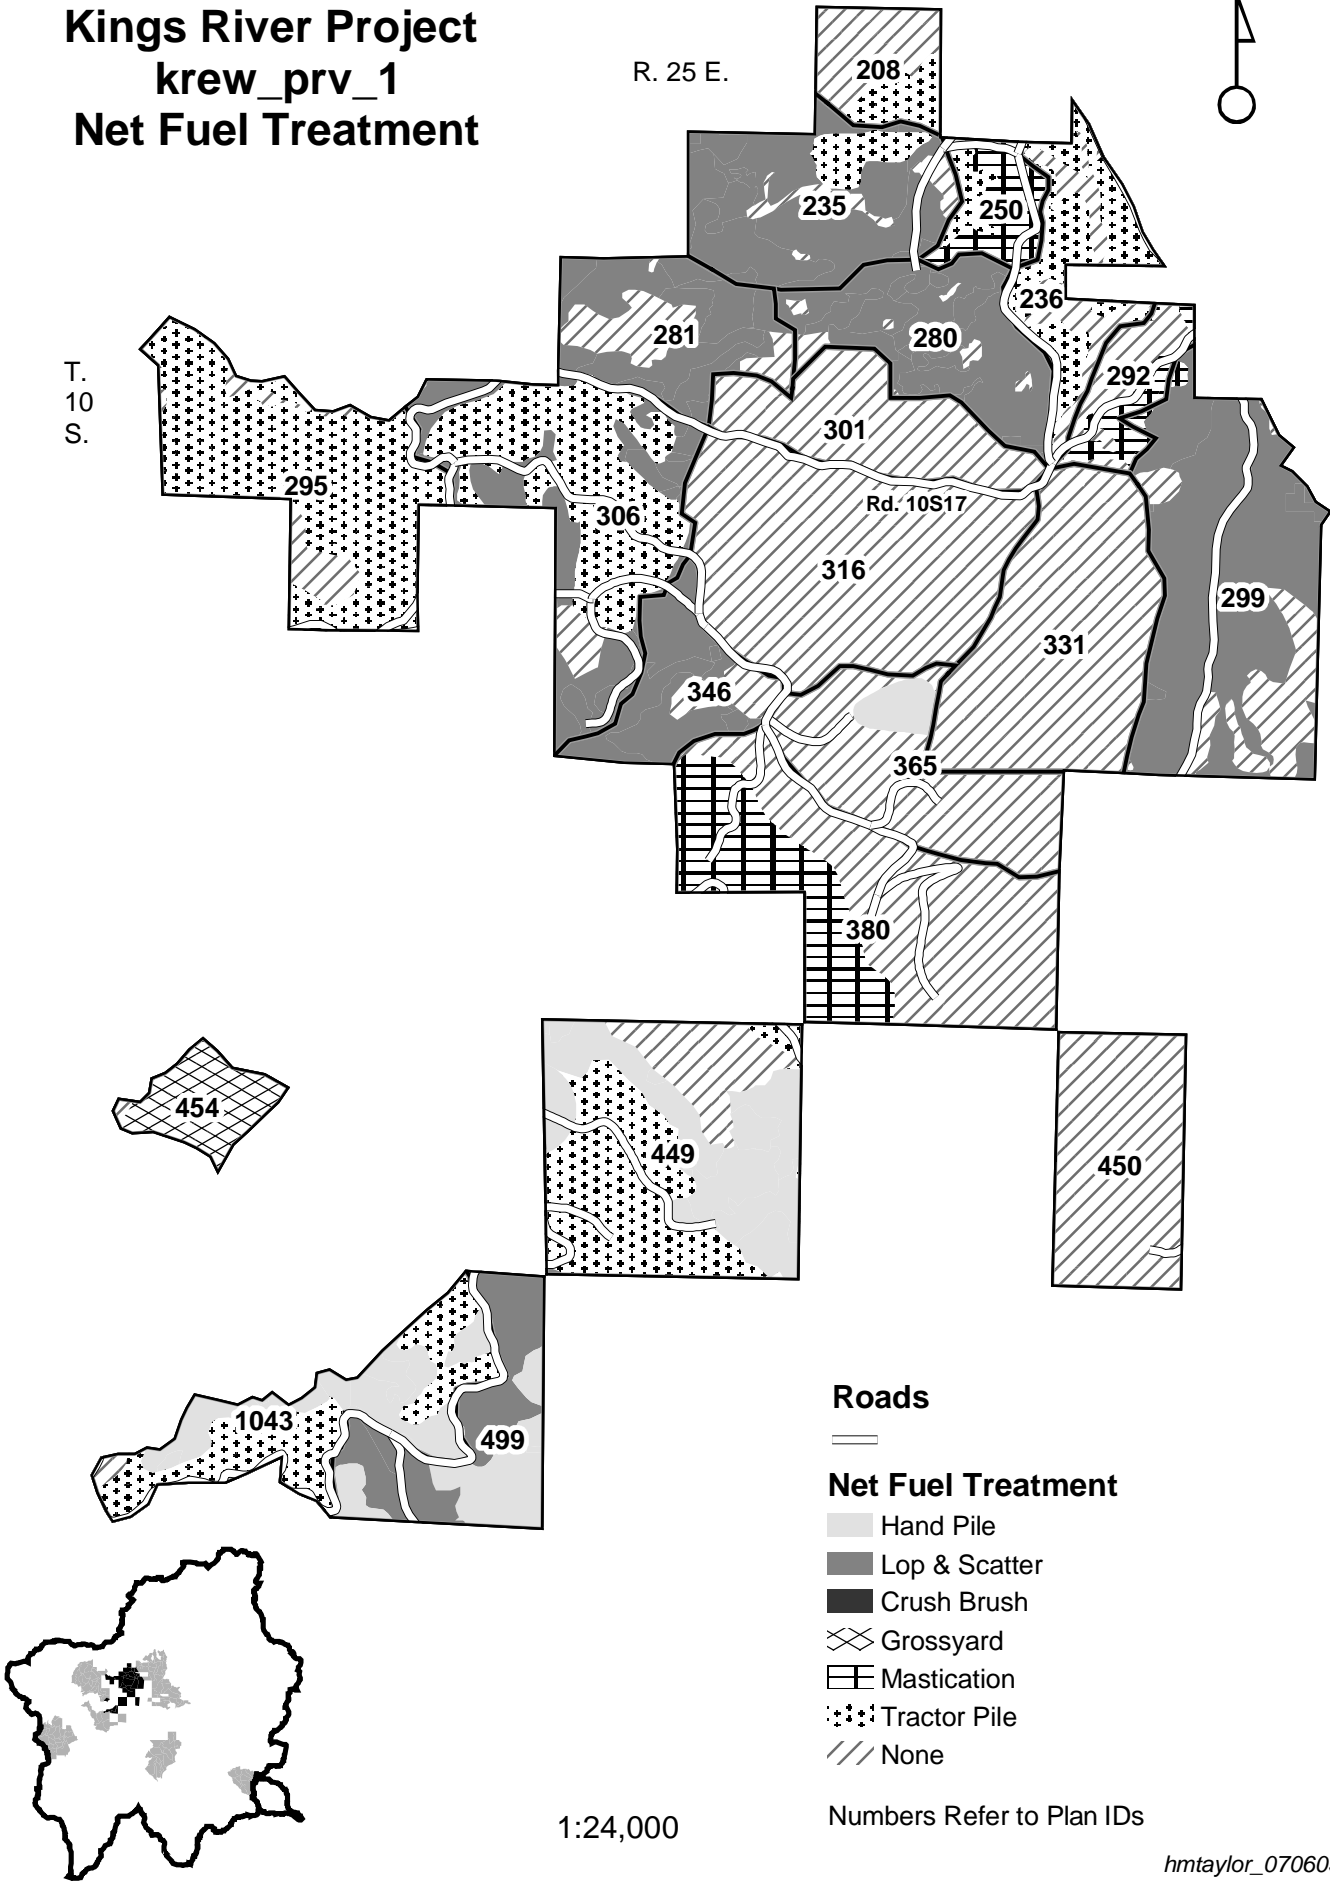 Kings River Project
krew_prv_1
Net Fuel Treatment
R. 25 E.
T.
10
S.
208
235
250
236
281
280
292
301
295
306
Rd. 10S17
316
299
331
346
365
380
454
449
450
1043
499
Roads
Net Fuel Treatment
Hand Pile
Lop & Scatter
Crush Brush
Grossyard
Mastication
Tractor Pile
None
Numbers Refer to Plan IDs
1:24,000